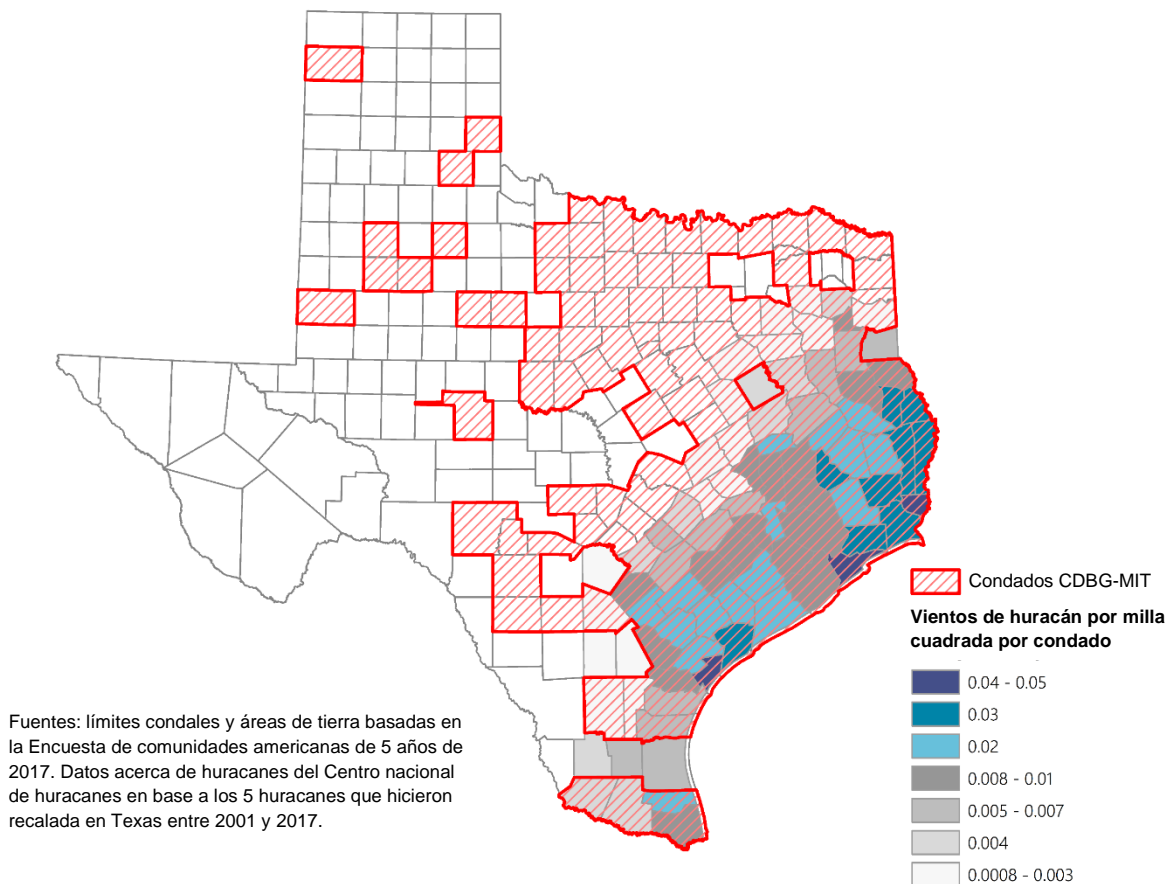 Condados CDBG-MIT
Vientos de huracán por milla
cuadrada por condado
0.04 - 0.05
0.03
0.02
0.008 - 0.01
0.005 - 0.007
0.004
0.0008 - 0.003
Fuentes: límites condales y áreas de tierra basadas en
la Encuesta de comunidades americanas de 5 años de
2017. Datos acerca de huracanes del Centro nacional
de huracanes en base a los 5 huracanes que hicieron
recalada en Texas entre 2001 y 2017.